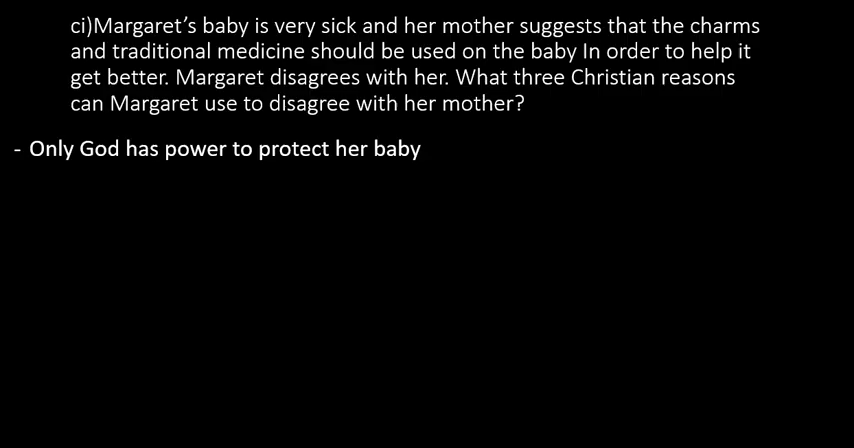 ci)Margaret’s baby is very sick and her mother suggests that the charms
and traditional medicine should be used on the baby In order to help it
get better. Margaret disagrees with her. What three Christian reasons
can Margaret use to disagree with her mother?
- Only God has power to protect her baby